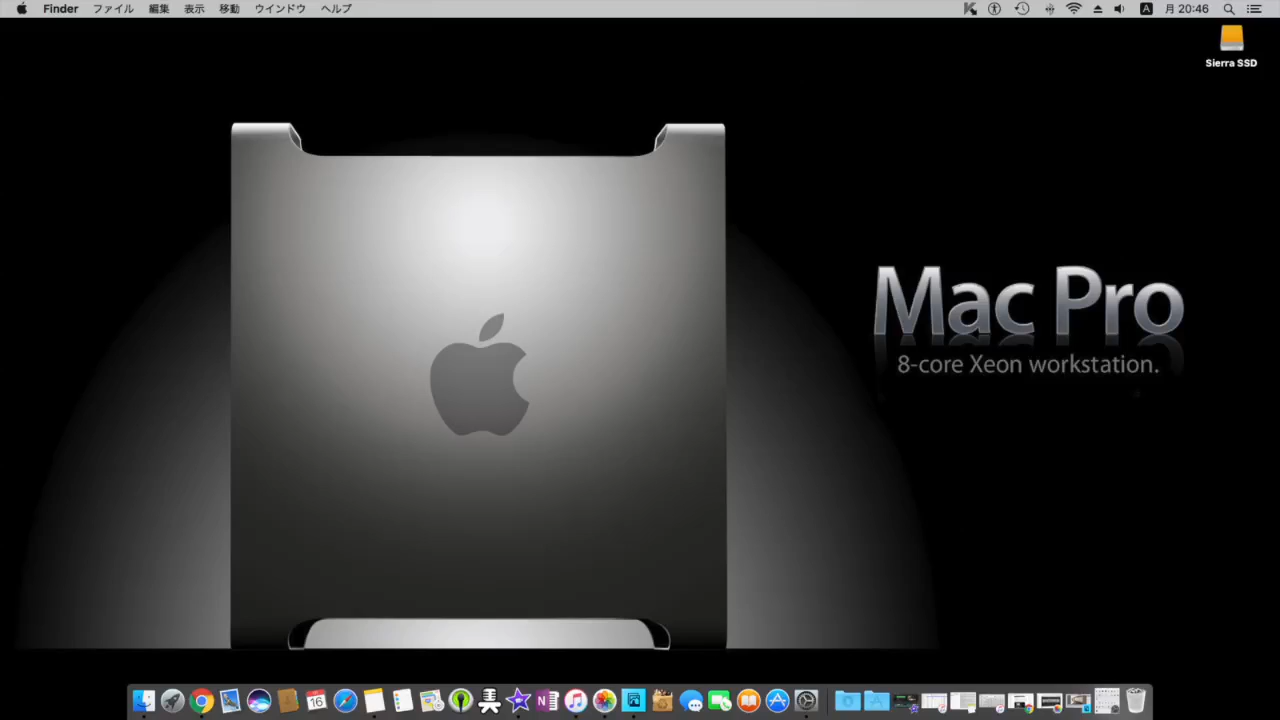 Finder ファイル 編集 表示 移動 ウインドウ ヘルプ A 月 20:46
Sierra SSD
Mac Pro
8-core Xeon workstation.
16